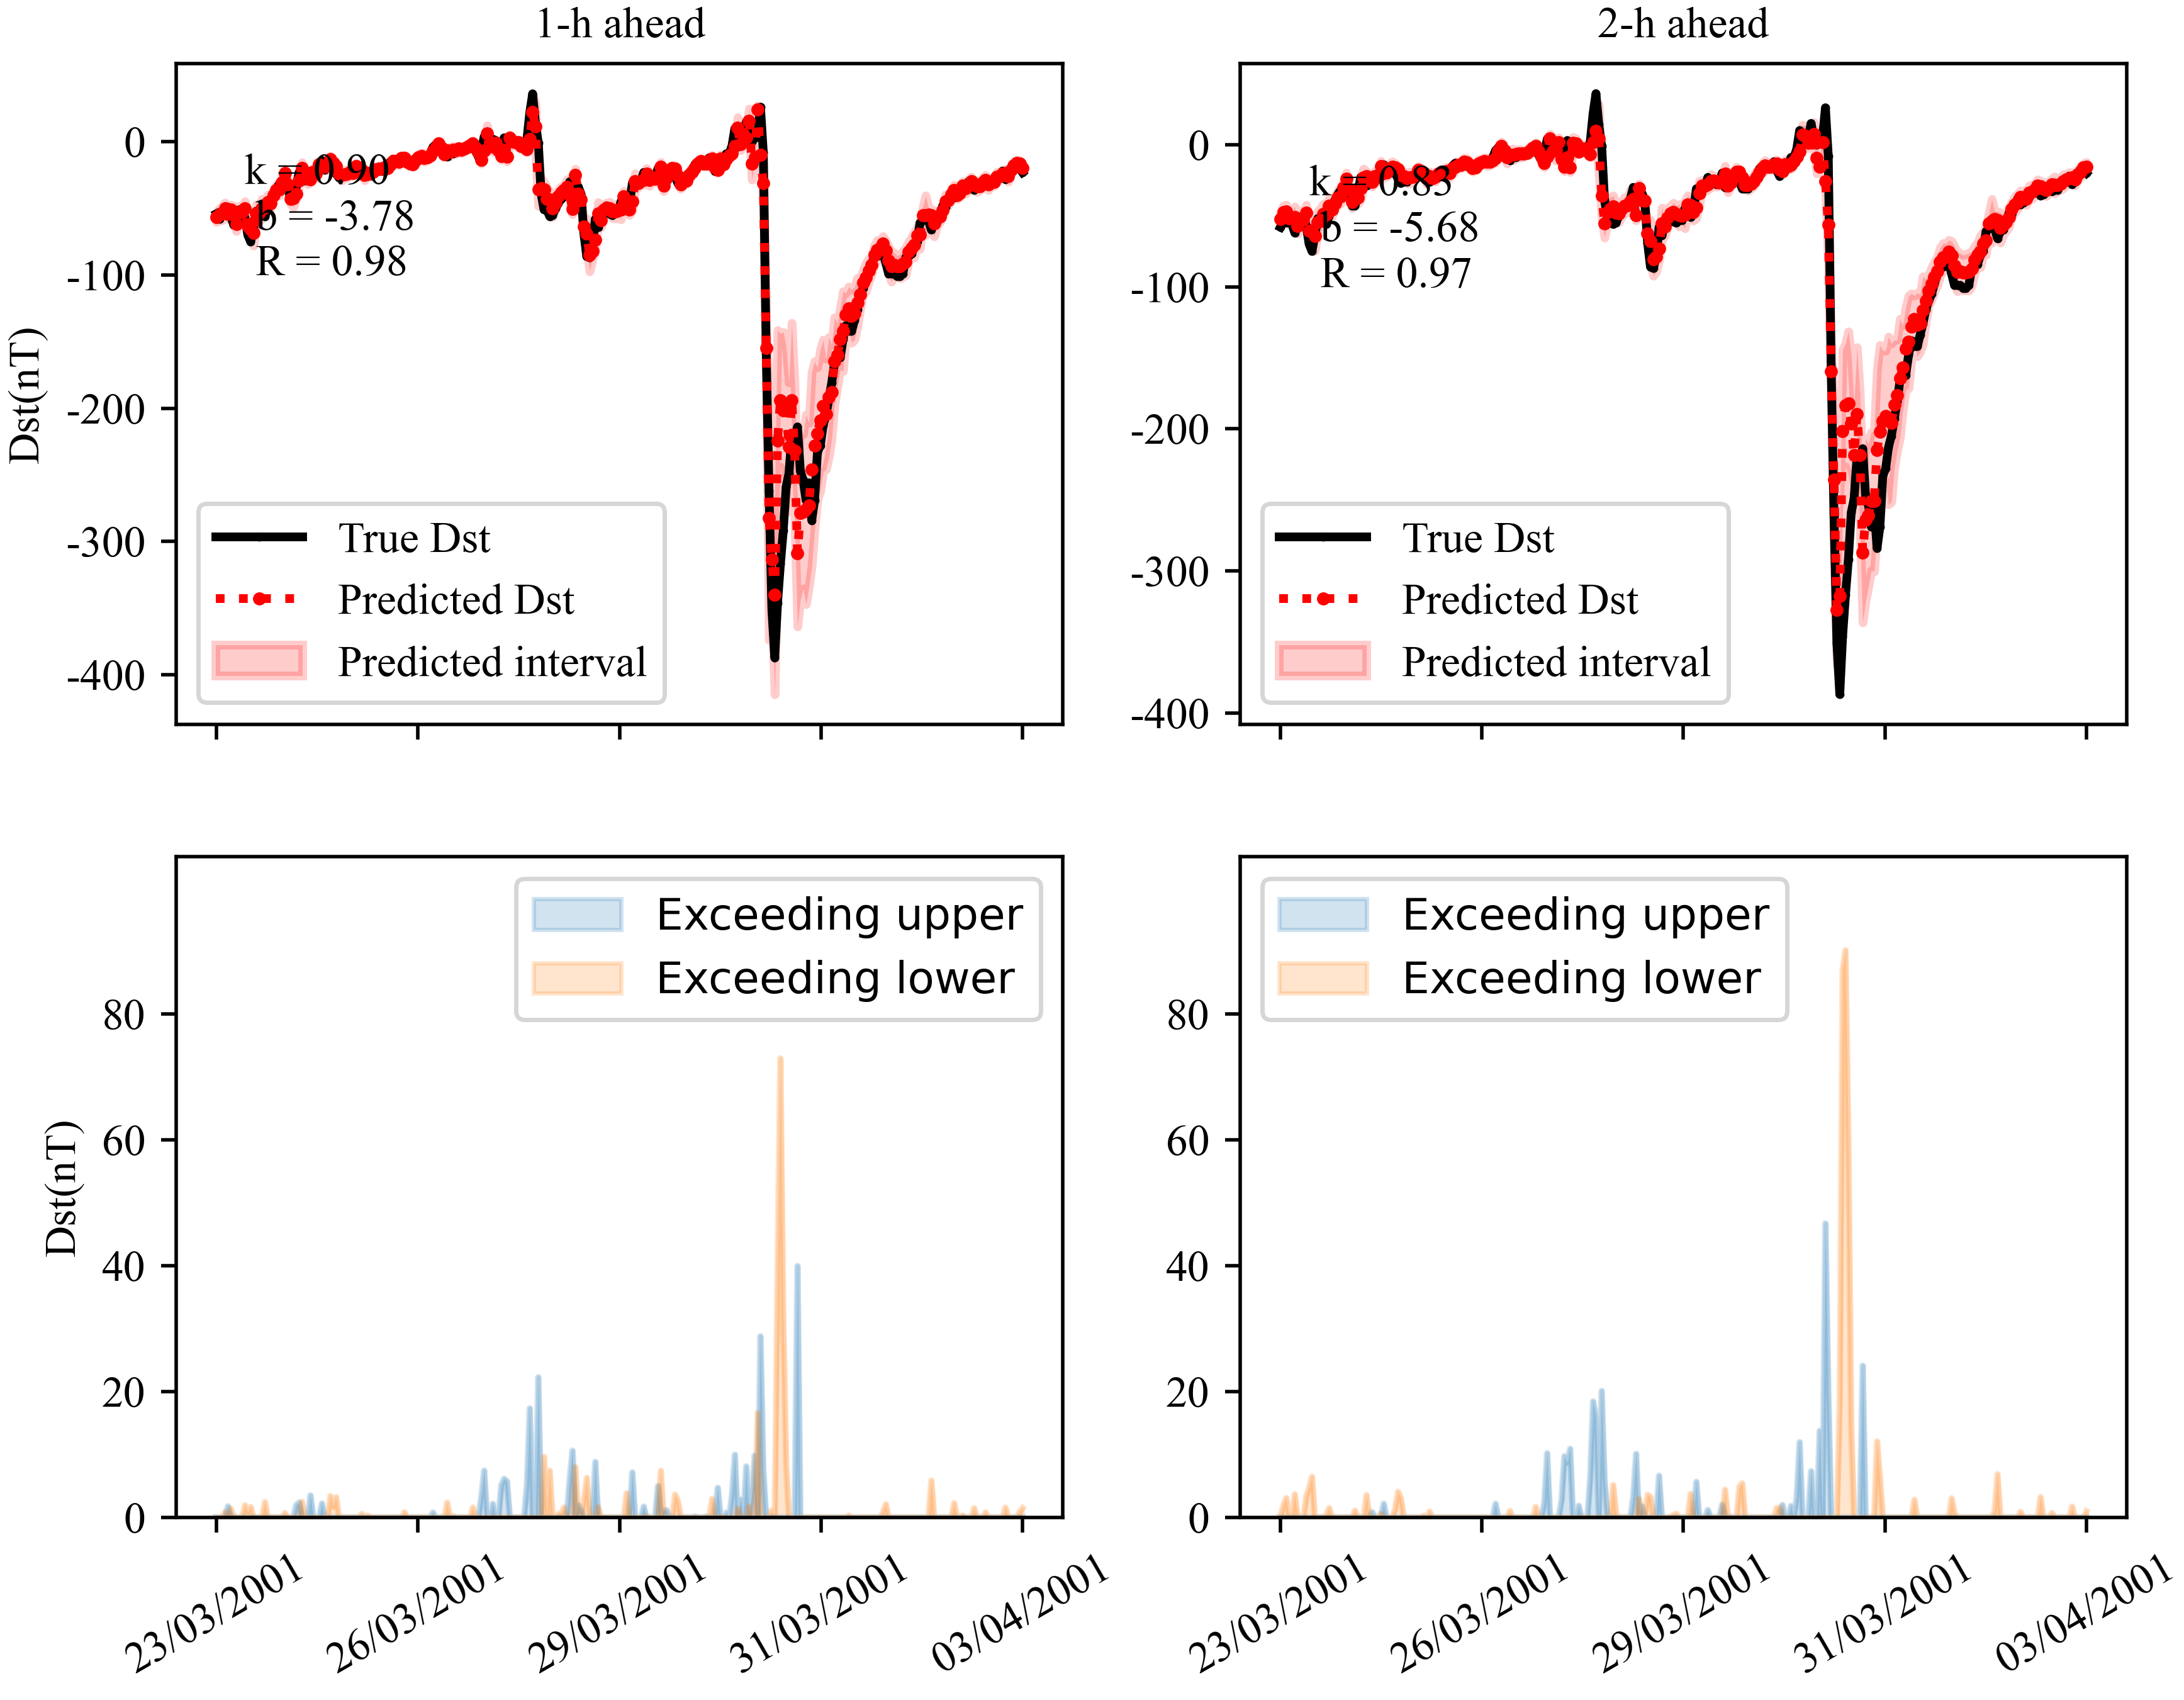 1-h ahead
2-h ahead
Dst(nT)
0
-100
-200
-300
-400
k = 0.90
b = -3.78
R = 0.98
True Dst
Predicted Dst
Predicted interval
0
-100
-200
-300
-400
k = 0.83
b = -5.68
R = 0.97
True Dst
Predicted Dst
Predicted interval
Dst(nT)
80
60
40
20
0
Exceeding upper
Exceeding lower
23/03/2001
26/03/2001
29/03/2001
31/03/2001
03/04/2001
80
60
40
20
0
Exceeding upper
Exceeding lower
23/03/2001
26/03/2001
29/03/2001
31/03/2001
03/04/2001